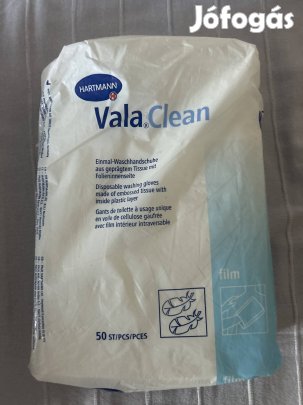 Jófogás
HARTMANN
Vala®Clean
Einmal-Waschhandschuhe
aus geprägtem Tissue mit
Folieninnenseite
Disposable washing gloves
made of embossed tissue with
inside plastic layer
Gants de toilette à usage unique
en voile de cellulose gaufrée
avec film intérieur intraversable
film
50 ST/PCS/PCES
film